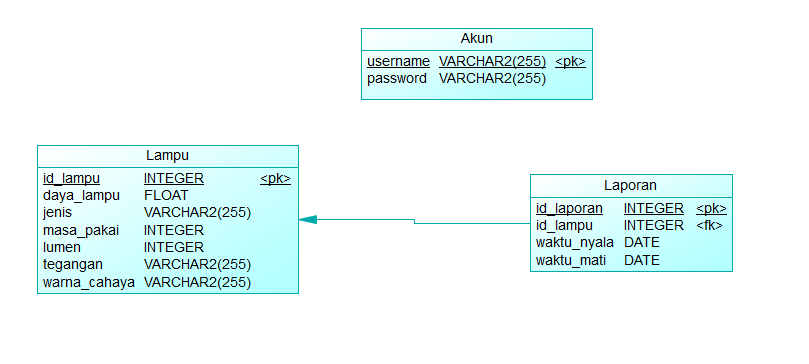 Akun
username VARCHAR2(255) <pk>
password VARCHAR2(255)
Lampu
id_lampu INTEGER <pk>
daya_lampu FLOAT
jenis VARCHAR2(255)
masa_pakai INTEGER
lumen INTEGER
tegangan VARCHAR2(255)
warna_cahaya VARCHAR2(255)
Laporan
id_laporan INTEGER <pk>
id_lampu INTEGER <fk>
waktu_nyala DATE
waktu_mati DATE